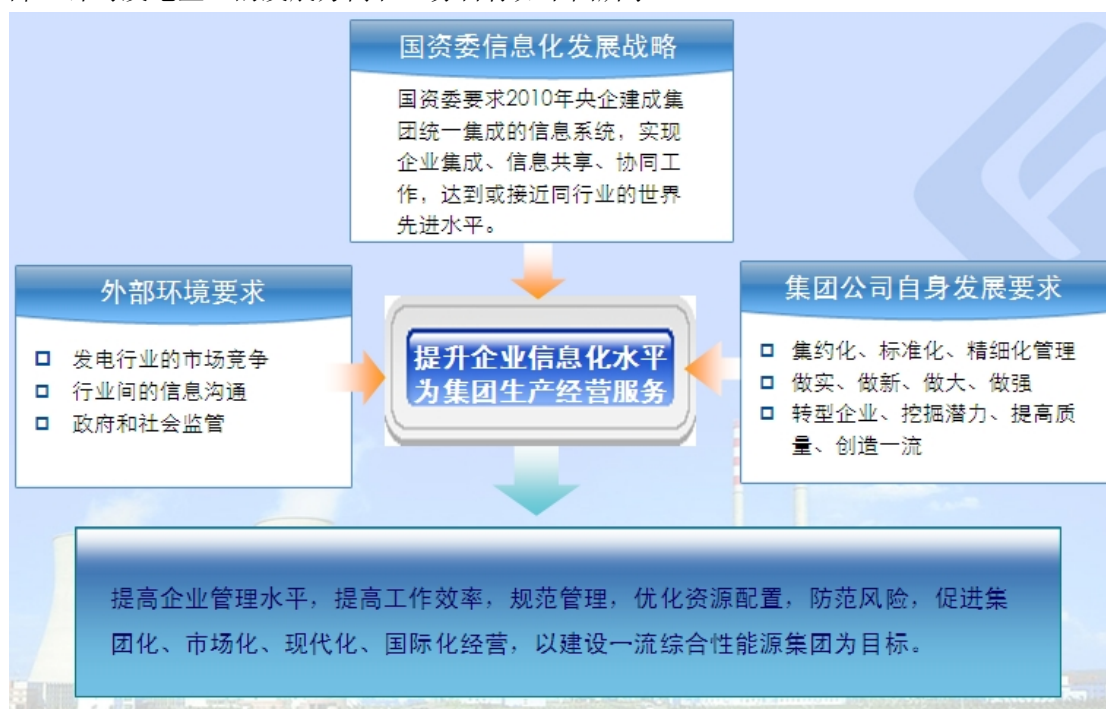 国资委信息化发展战略
国资委要求2010年央企建成集
团统一集成的信息系统，实现
企业集成、信息共享、协同工
作，达到或接近同行业的世界
先进水平。
外部环境要求
发电行业的市场竞争
行业间的信息沟通
政府和社会监管
提升企业信息化水平
为集团生产经营服务
集团公司自身发展要求
集约化、标准化、精细化管理
做实、做新、做大、做强
转型企业、挖掘潜力、提高质
量、创造一流
提高企业管理水平，提高工作效率，规范管理，优化资源配置，防范风险，促进集
团化、市场化、现代化、国际化经营，以建设一流综合性能源集团为目标。